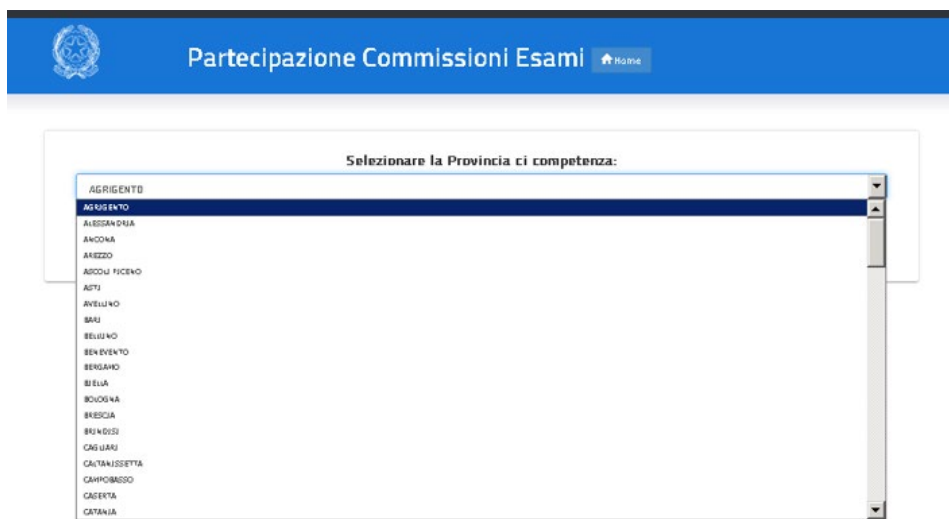 Partecipazione Commissioni Esami Home
Selezionare la Provincia di competenza:
AGRIGENTO
AGRIGENTO
ALESSANDRIA
ANCONA
AREZZO
ASCOLI PICENO
ASTI
AVELLINO
BARI
BELLUNO
BENEVENTO
BERGAMO
BIELLA
BOLOGNA
BRESCIA
BRINDISI
CAGLIARI
CALTANISSETTA
CAMPOBASSO
CASERTA
CATANIA